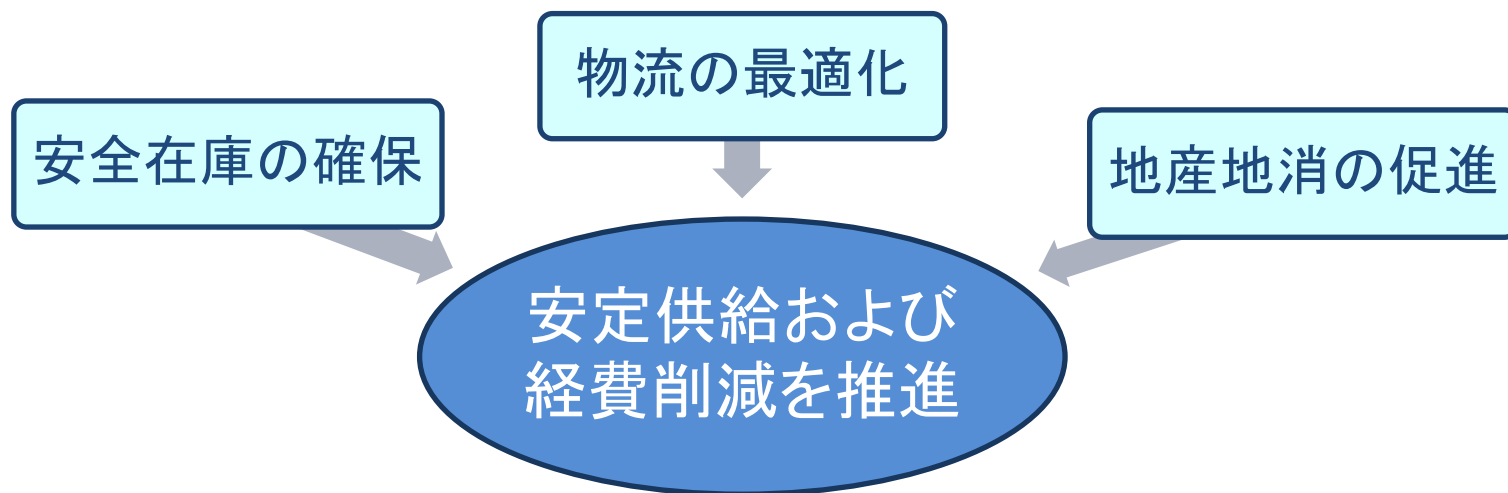 物流の最適化
安全在庫の確保
地産地消の促進
安定供給および
経費削減を推進